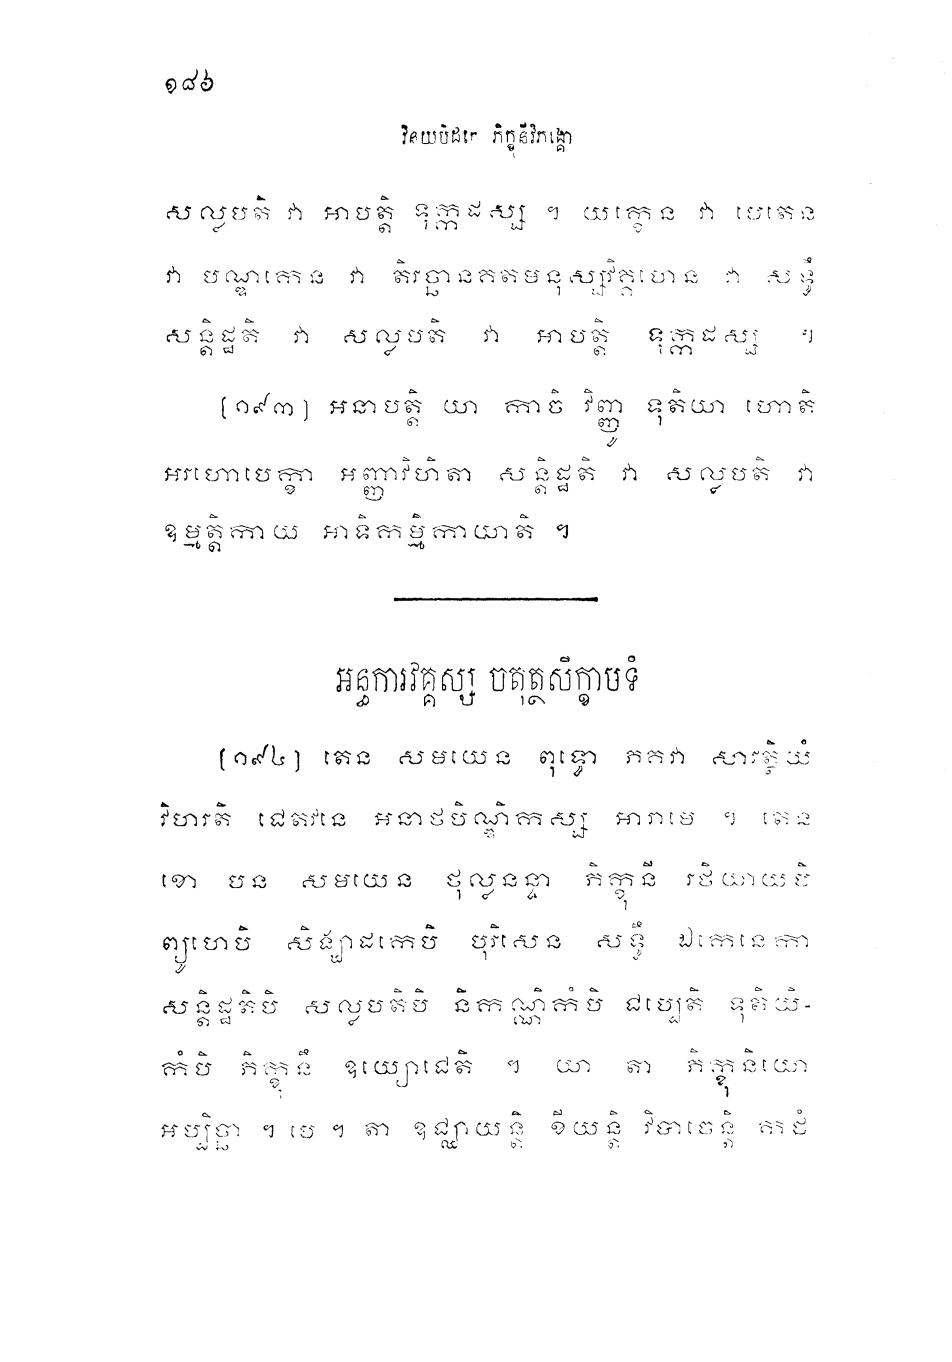 ១៨៦
វិនយបិដកេ ភិក្ខុនីវិភង្គោ
សល្លបតិ វា អាបត្តិ ទុក្កដស្ស ។ យក្ខេន វា បេតេន
វា បណ្ឌកេន វា តិរច្ឆានគតមនុស្សវិគ្គហេន វា សទ្ធឹ
សន្តិដ្ឋតិ វា សល្លបតិ វា អាបត្តិ ទុក្កដស្ស ។
[១៩៣] អនាបត្តិ យា កាចិ វិញ្ញូ ទុតិយា ហោតិ
អរហោបេក្ខា អញ្ញាវិហិតា សន្តិដ្ឋតិ វា សល្លបតិ វា
ឧម្មត្តិកាយ អាទិកម្មិកាយាតិ ។
អន្ធការវគ្គស្ស ចតុត្ថសិក្ខាបទំ
[១៩៤] តេន សមយេន ពុទ្ធោ ភគវា សាវត្ថិយំ
វិហរតិ ជេតវនេ អនាថបិណ្ឌិកស្ស អារាមេ ។ តេន
ខោ បន សមយេន ថុល្លនន្ទា ភិក្ខុនី រថិយាយបិ
ព្យូហេបិ សិង្ឃាដកេបិ បុរិសេន សទ្ធឹ ឯកេនេកា
សន្តិដ្ឋតិបិ សល្លបតិបិ និកណ្ណិកំបិ ជប្បេតិ ទុតិយិ-
កំបិ ភិក្ខុនឹ ឧយ្យោជេតិ ។ យា តា ភិក្ខុនិយោ
អប្បិច្ឆា ។ បេ ។ តា ឧជ្ឈាយន្តិ ខីយន្តិ វិបាចេន្តិ កថំ